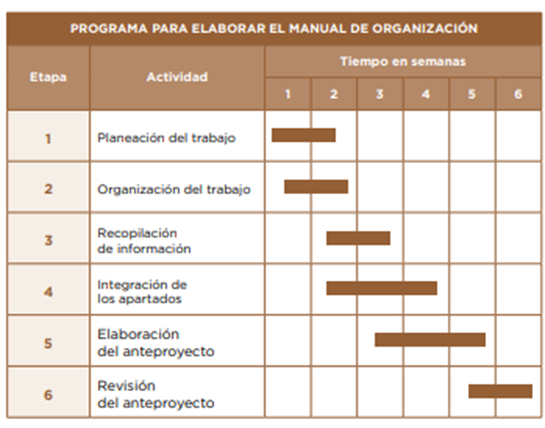 PROGRAMA PARA ELABORAR EL MANUAL DE ORGANIZACIÓN
Etapa
Actividad
Tiempo en semanas
1 2 3 4 5 6
1 Planeación del trabajo
2 Organización del trabajo
3 Recopilación
de información
4 Integración de
los apartados
5 Elaboración
del anteproyecto
6 Revisión
del anteproyecto